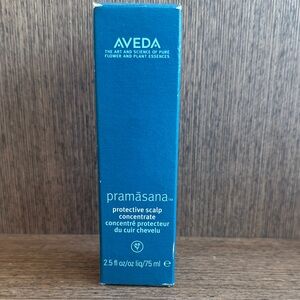 AVEDA
THE ART AND SCIENCE OF PURE
FLOWER AND PLANT ESSENCES
pramāsana™
protective scalp
concentrate
concentré protecteur
du cuir chevelu
2.5 fl oz/oz liq/75 ml ℮